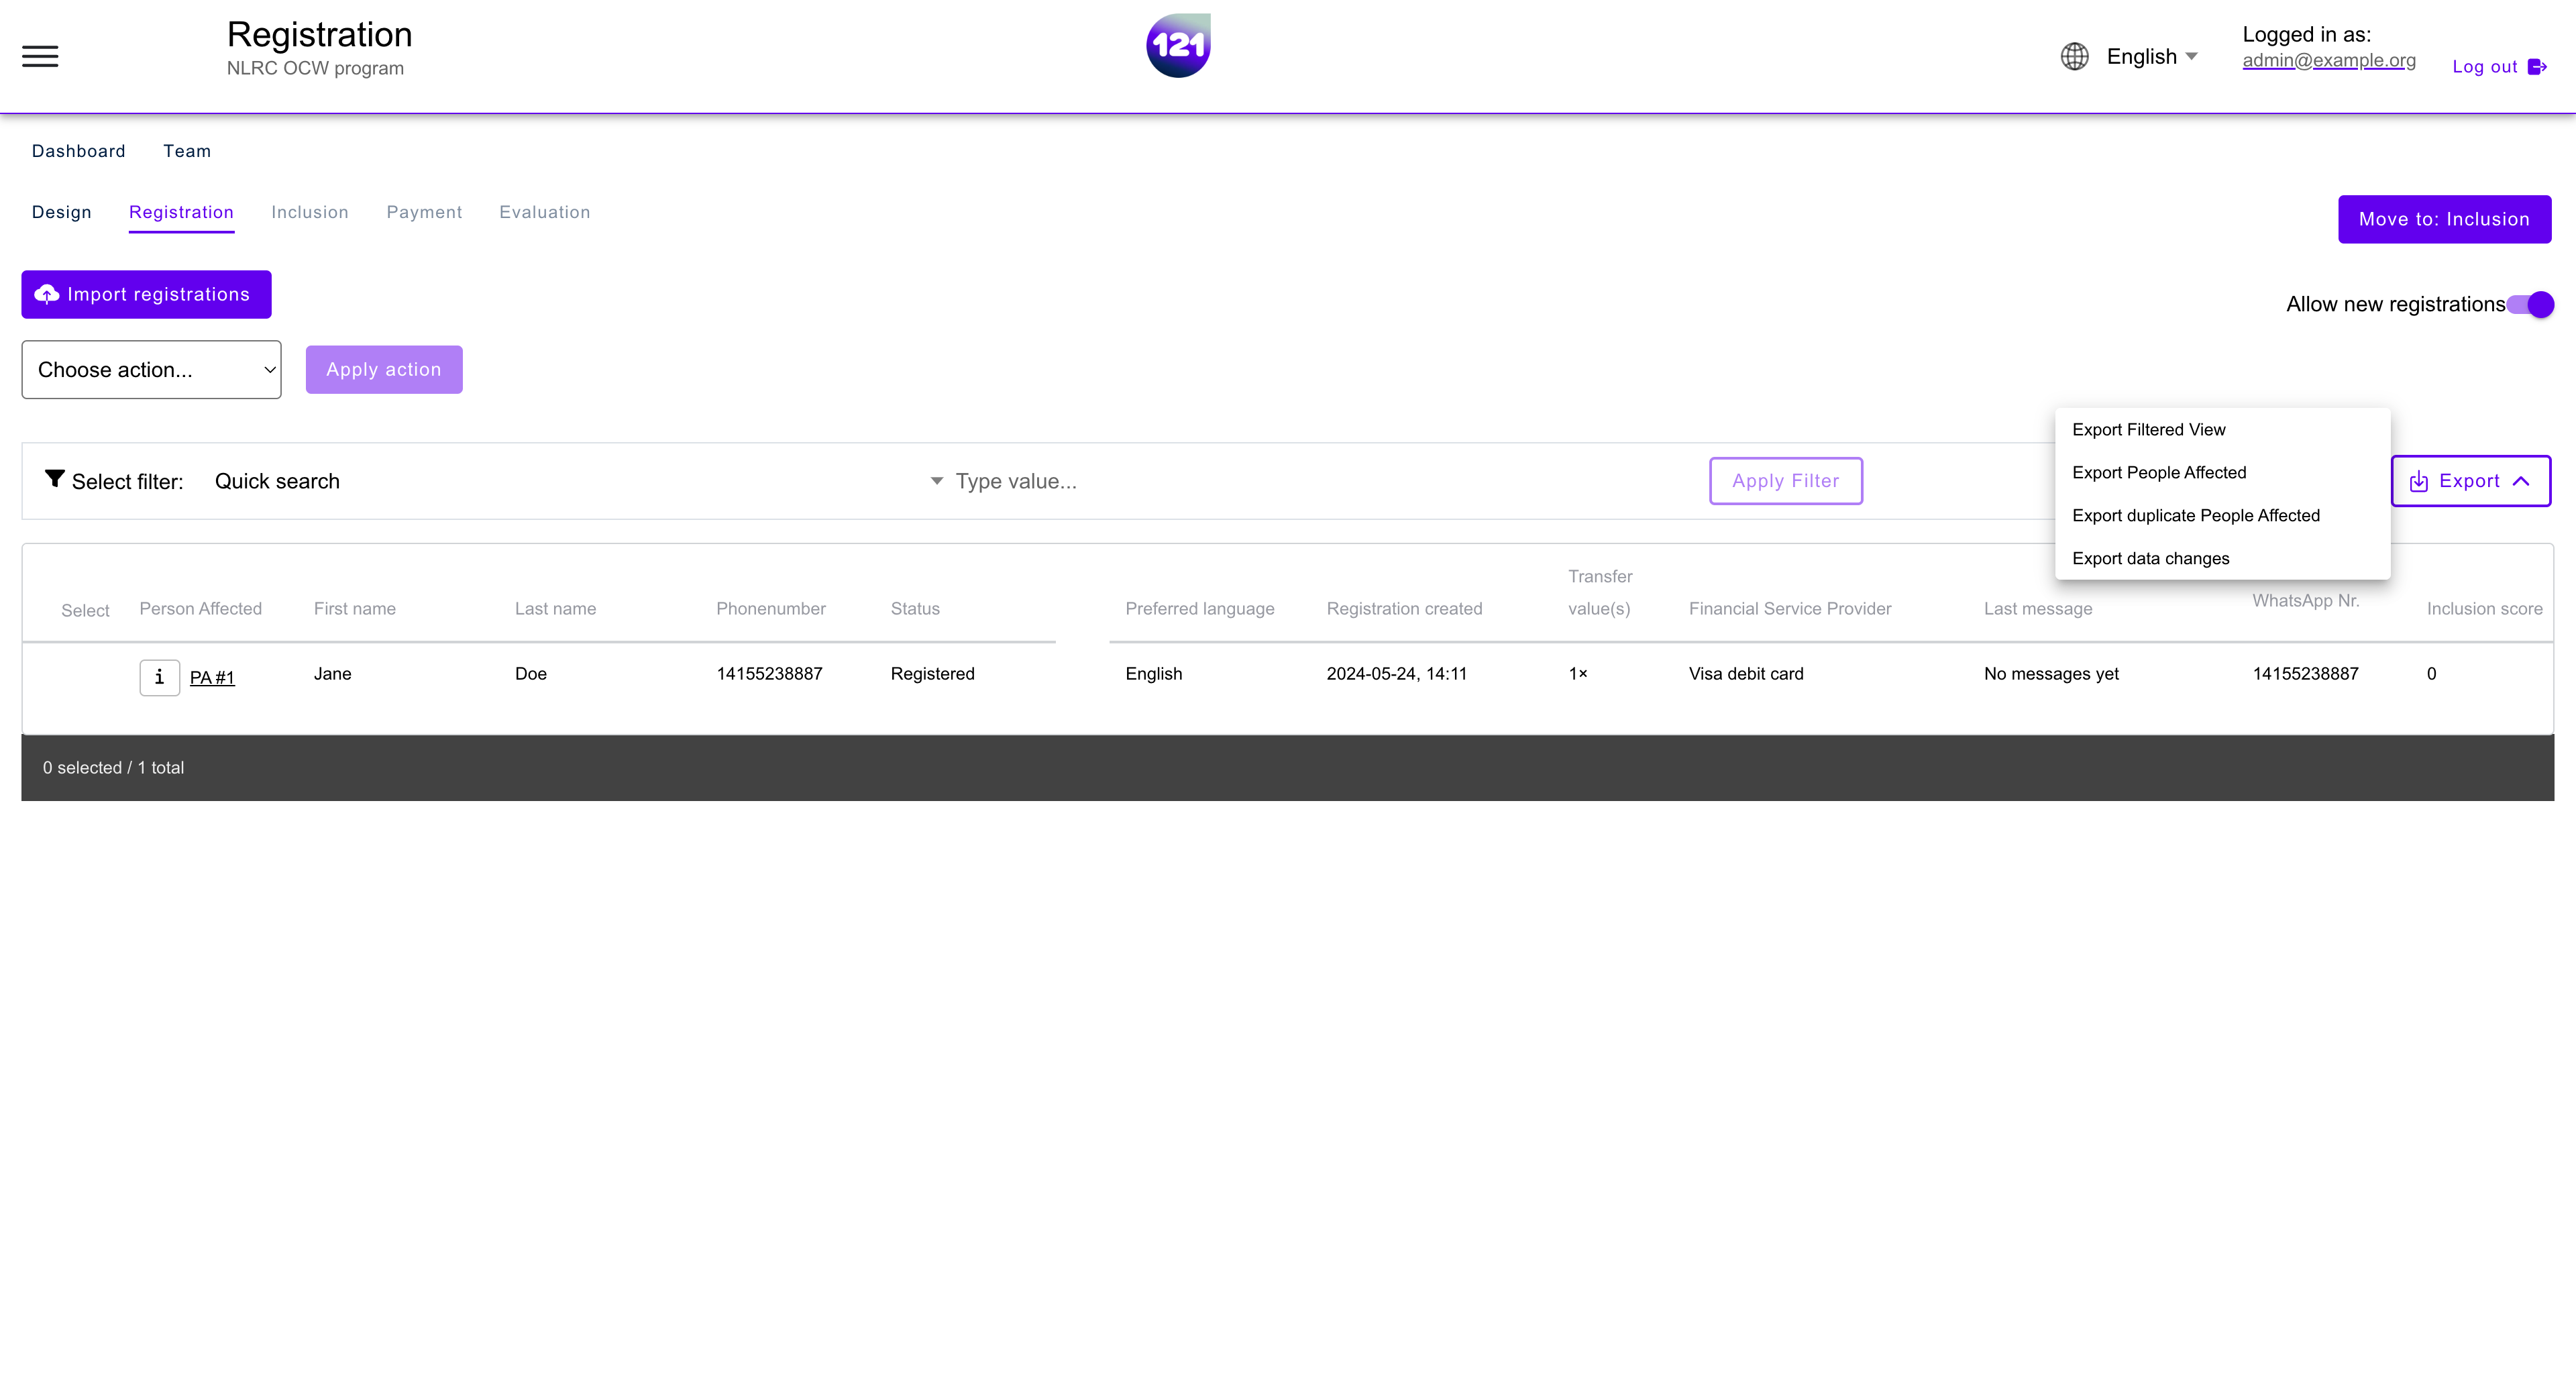 Registration
NLRC OCW program
121
English
Logged in as:
admin@example.org
Log out
Dashboard Team
Design Registration Inclusion Payment Evaluation
Move to: Inclusion
Import registrations
Allow new registrations
Choose action...
Apply action
Select filter: Quick search
Type value...
Apply Filter
Export Filtered View
Export People Affected
Export duplicate People Affected
Export data changes
Export
Select Person Affected First name Last name Phonenumber Status Preferred language Registration created Transfer value(s) Financial Service Provider Last message WhatsApp Nr. Inclusion score
i PA #1 Jane Doe 14155238887 Registered English 2024-05-24, 14:11 1× Visa debit card No messages yet 14155238887 0
0 selected / 1 total